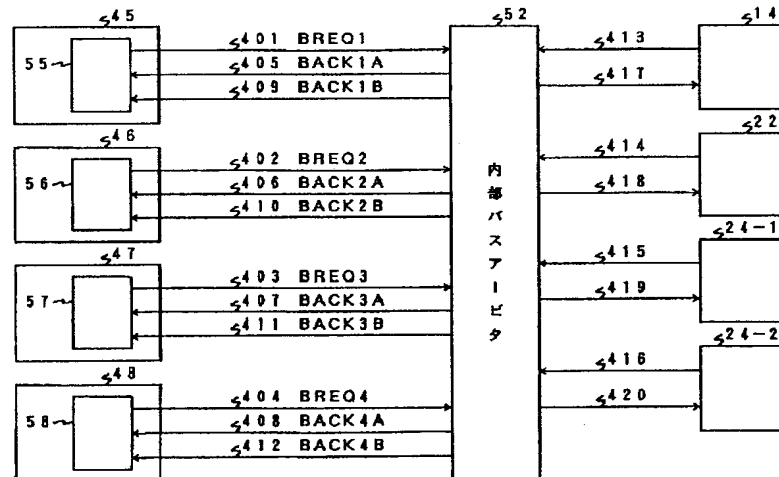 45
55
401 BREQ1
405 BACK1A
409 BACK1B
46
56
402 BREQ2
406 BACK2A
410 BACK2B
47
57
403 BREQ3
407 BACK3A
411 BACK3B
48
58
404 BREQ4
408 BACK4A
412 BACK4B
52
内部バスアービタ
413
417
14
414
418
22
415
419
24-1
416
420
24-2